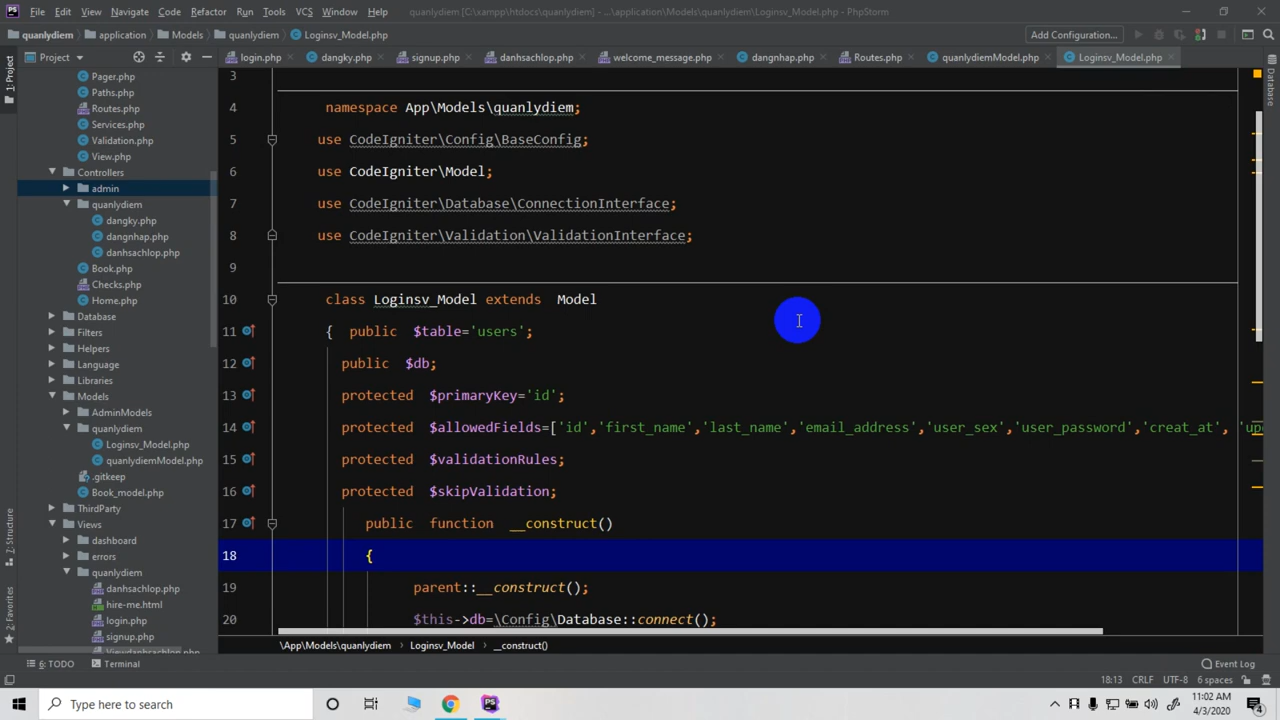 File Edit View Navigate Code Refactor Run Tools VCS Window Help quanlydiem [C:\xampp\htdocs\quanlydiem] - ...\application\Models\quanlydiem\Loginsv_Model.php - PhpStorm
quanlydiem application Models quanlydiem Loginsv_Model.php Add Configuration...
Project login.php dangky.php signup.php danhsachlop.php welcome_message.php dangnhap.php Routes.php quanlydiemModel.php Loginsv_Model.php
1: Project
Z: Structure
2: Favorites
Database
Pager.php
Paths.php
Routes.php
Services.php
Validation.php
View.php
Controllers
admin
quanlydiem
dangky.php
dangnhap.php
danhsachlop.php
Book.php
Checks.php
Home.php
Database
Filters
Helpers
Language
Libraries
Models
AdminModels
quanlydiem
Loginsv_Model.php
quanlydiemModel.php
.gitkeep
Book_model.php
ThirdParty
Views
dashboard
errors
quanlydiem
danhsachlop.php
hire-me.html
login.php
signup.php
Viewdanhsachlop.php
3
4 namespace App\Models\quanlydiem;
5 use CodeIgniter\Config\BaseConfig;
6 use CodeIgniter\Model;
7 use CodeIgniter\Database\ConnectionInterface;
8 use CodeIgniter\Validation\ValidationInterface;
9
10 class Loginsv_Model extends Model
11 { public $table='users';
12 public $db;
13 protected $primaryKey='id';
14 protected $allowedFields=['id','first_name','last_name','email_address','user_sex','user_password','creat_at', 'up
15 protected $validationRules;
16 protected $skipValidation;
17 public function __construct()
18 {
19 parent::__construct();
20 $this->db=\Config\Database::connect();
\App\Models\quanlydiem Loginsv_Model __construct()
6: TODO Terminal Event Log
18:13 CRLF UTF-8 6 spaces
Type here to search
11:02 AM
4/3/2020
4